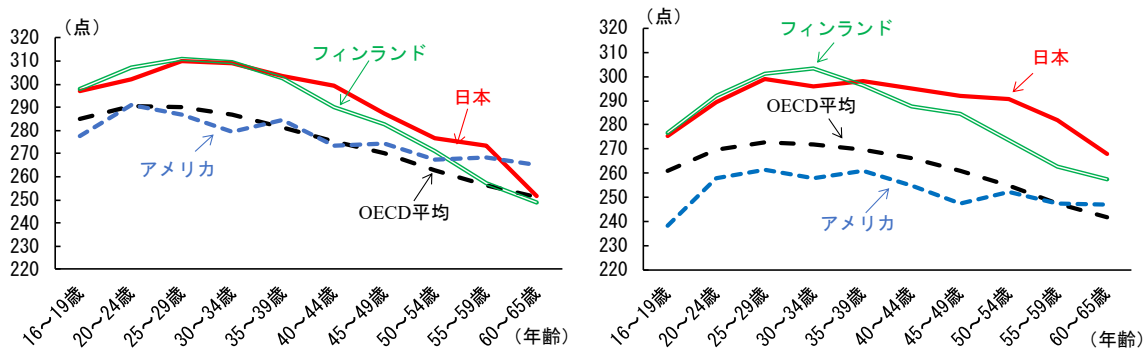 (点)
320
310
300
290
280
270
260
250
240
230
220
フィンランド
日本
アメリカ
OECD平均
16～19歳
20～24歳
25～29歳
30～34歳
35～39歳
40～44歳
45～49歳
50～54歳
55～59歳
60～65歳
(年齢)
(点)
320
310
300
290
280
270
260
250
240
230
220
フィンランド
日本
OECD平均
アメリカ
16～19歳
20～24歳
25～29歳
30～34歳
35～39歳
40～44歳
45～49歳
50～54歳
55～59歳
60～65歳
(年齢)